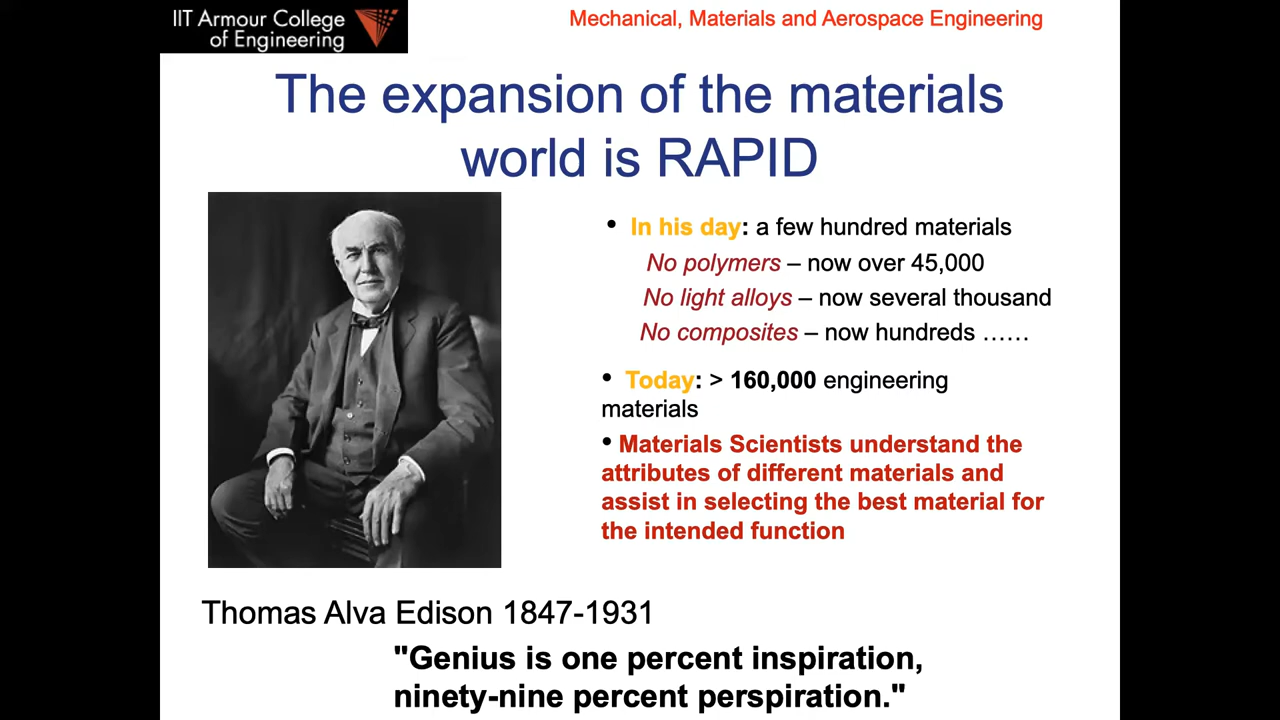 IIT Armour College
of Engineering
Mechanical, Materials and Aerospace Engineering
The expansion of the materials
world is RAPID
• In his day: a few hundred materials
No polymers – now over 45,000
No light alloys – now several thousand
No composites – now hundreds ……
• Today: > 160,000 engineering
materials
• Materials Scientists understand the
attributes of different materials and
assist in selecting the best material for
the intended function
Thomas Alva Edison 1847-1931
"Genius is one percent inspiration,
ninety-nine percent perspiration."